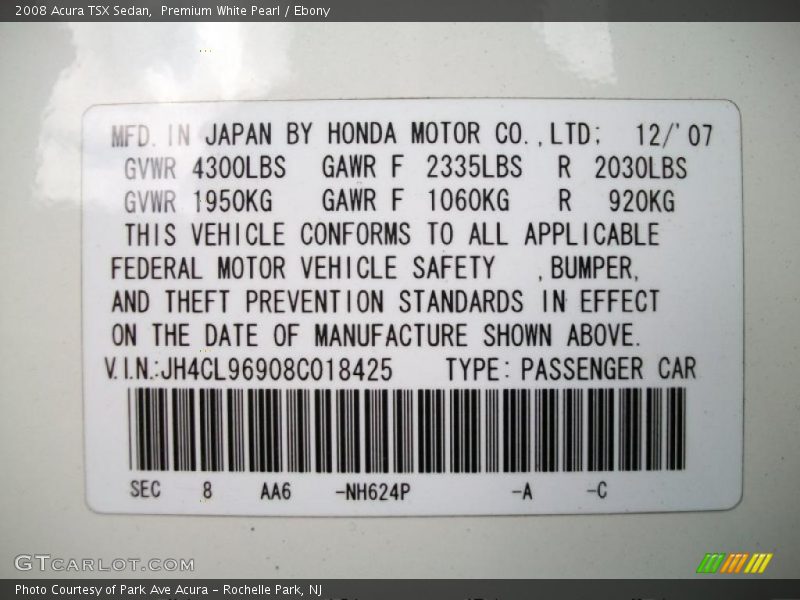 2008 Acura TSX Sedan,  Premium White Pearl / Ebony
MFD. IN JAPAN BY HONDA MOTOR CO.,LTD; 12/'07
GVWR 4300LBS GAWR F 2335LBS R 2030LBS
GVWR 1950KG GAWR F 1060KG R 920KG
THIS VEHICLE CONFORMS TO ALL APPLICABLE
FEDERAL MOTOR VEHICLE SAFETY ,BUMPER,
AND THEFT PREVENTION STANDARDS IN EFFECT
ON THE DATE OF MANUFACTURE SHOWN ABOVE.
V.I.N.:JH4CL96908C018425 TYPE: PASSENGER CAR
SEC 8 AA6 -NH624P -A -C
GTCARLOT.COM
Photo Courtesy of Park Ave Acura - Rochelle Park, NJ